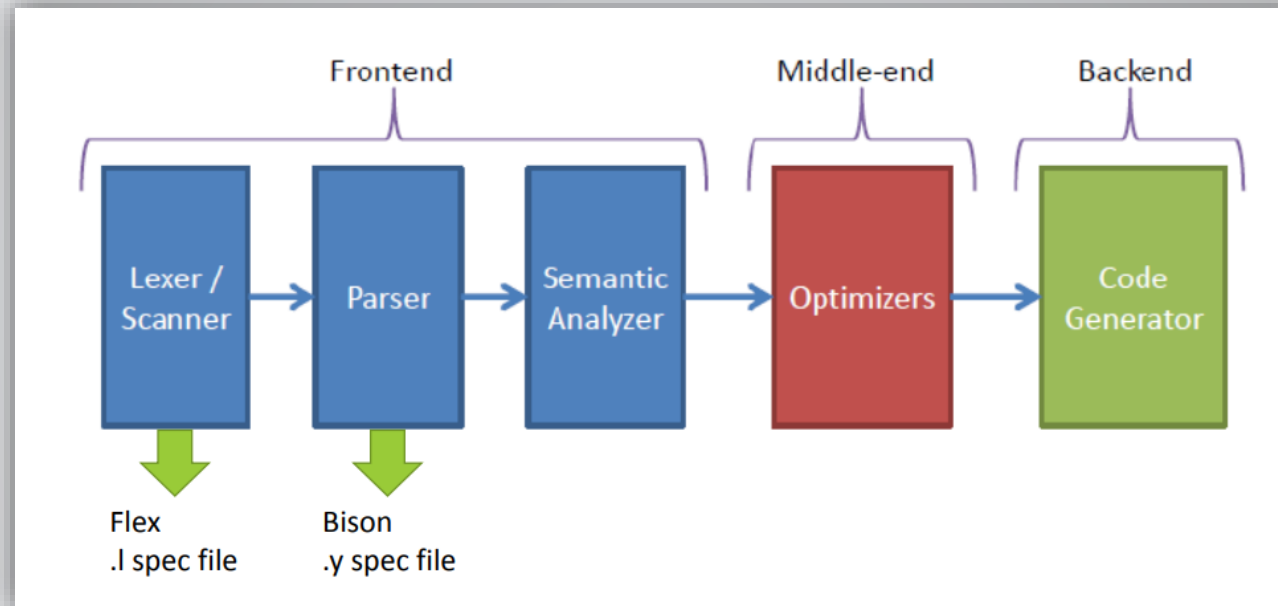 Frontend
Middle-end
Backend
Lexer /
Scanner
Parser
Semantic
Analyzer
Optimizers
Code
Generator
Flex
.l spec file
Bison
.y spec file